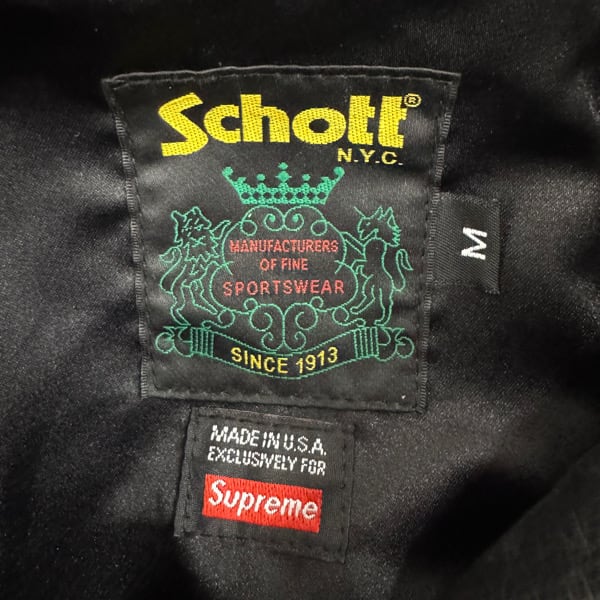 Schott®
N.Y.C.
MANUFACTURERS
OF FINE
SPORTSWEAR
SINCE 1913
M
MADE IN U.S.A.
EXCLUSIVELY FOR
Supreme